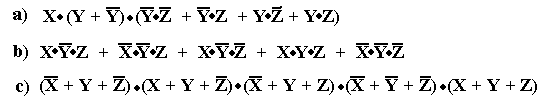 a) X•(Y + Y̅)•(Y̅•Z̅ + Y̅•Z + Y•Z̅ + Y•Z)
b) X•Y̅•Z + X̅•Y̅•Z + X•Y̅•Z̅ + X•Y•Z + X̅•Y̅•Z̅
c) (X̅ + Y + Z̅)•(X + Y + Z̅)•(X̅ + Y + Z)•(X̅ + Y̅ + Z̅)•(X + Y + Z)